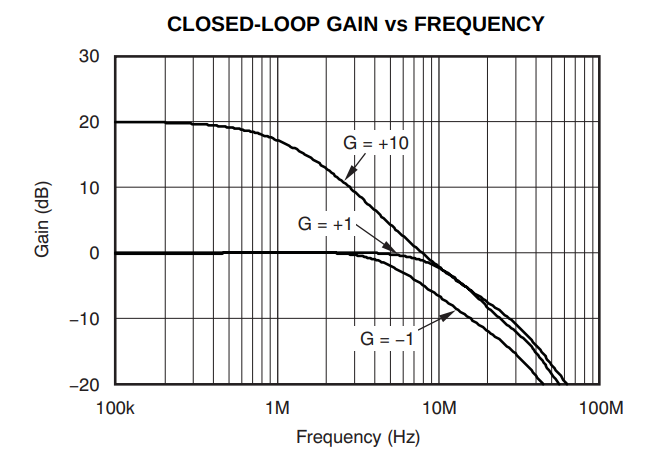 CLOSED-LOOP GAIN vs FREQUENCY
30
20
10
0
−10
−20
Gain (dB)
G = +10
G = +1
G = −1
100k
1M
10M
100M
Frequency (Hz)